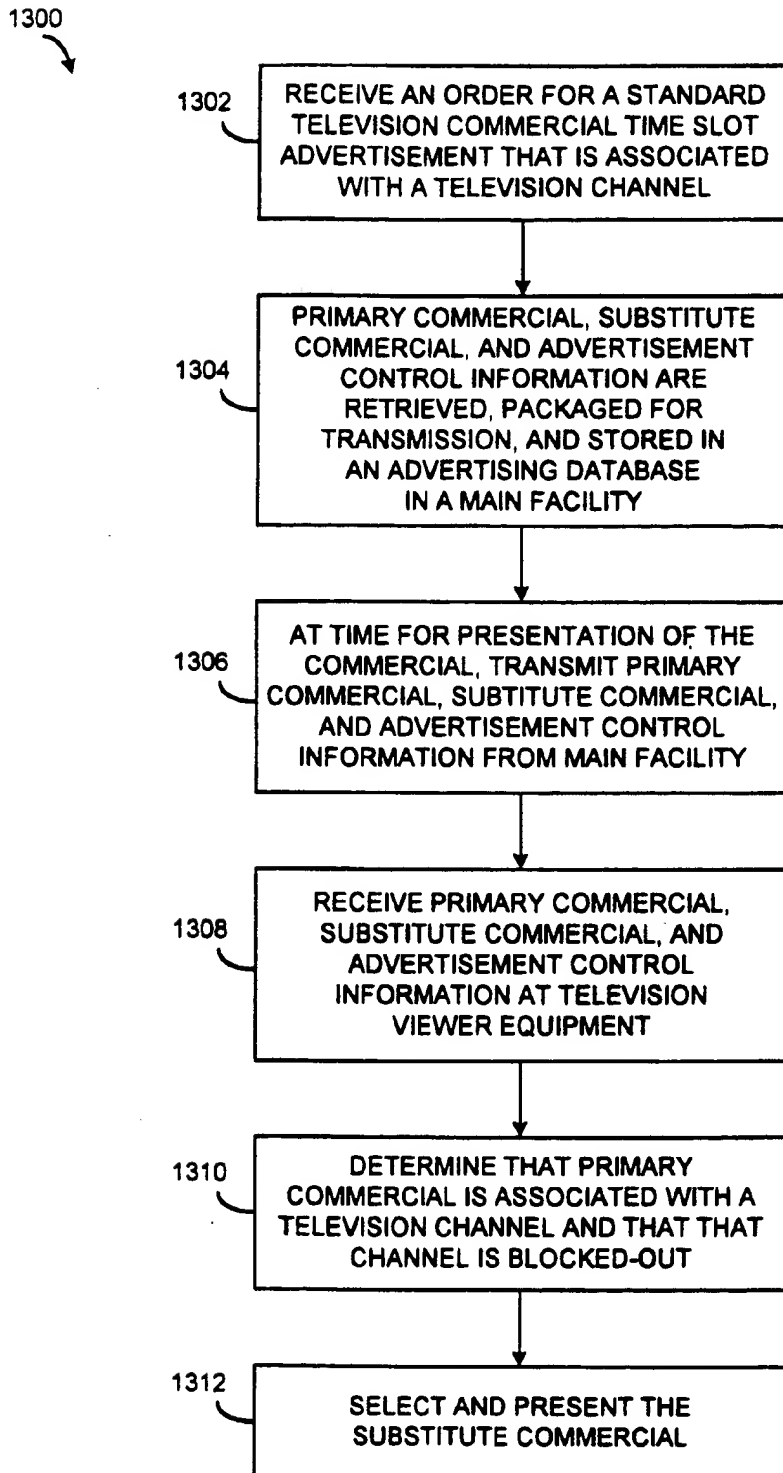 1300
1302
RECEIVE AN ORDER FOR A STANDARD
TELEVISION COMMERCIAL TIME SLOT
ADVERTISEMENT THAT IS ASSOCIATED
WITH A TELEVISION CHANNEL
1304
PRIMARY COMMERCIAL, SUBSTITUTE
COMMERCIAL, AND ADVERTISEMENT
CONTROL INFORMATION ARE
RETRIEVED, PACKAGED FOR
TRANSMISSION, AND STORED IN
AN ADVERTISING DATABASE
IN A MAIN FACILITY
1306
AT TIME FOR PRESENTATION OF THE
COMMERCIAL, TRANSMIT PRIMARY
COMMERCIAL, SUBTITUTE COMMERCIAL,
AND ADVERTISEMENT CONTROL
INFORMATION FROM MAIN FACILITY
1308
RECEIVE PRIMARY COMMERCIAL,
SUBSTITUTE COMMERCIAL, AND
ADVERTISEMENT CONTROL
INFORMATION AT TELEVISION
VIEWER EQUIPMENT
1310
DETERMINE THAT PRIMARY
COMMERCIAL IS ASSOCIATED WITH A
TELEVISION CHANNEL AND THAT THAT
CHANNEL IS BLOCKED-OUT
1312
SELECT AND PRESENT THE
SUBSTITUTE COMMERCIAL